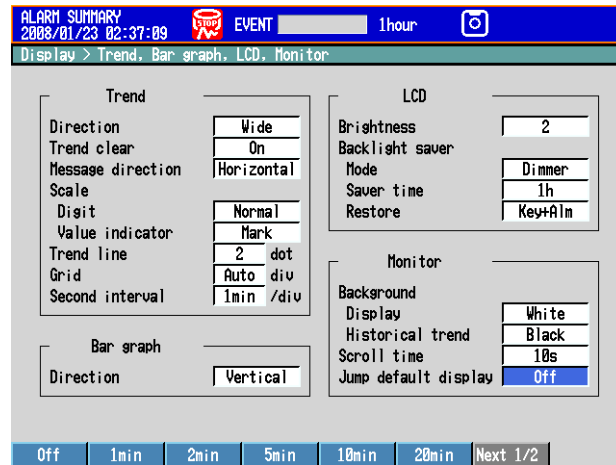 ALARM SUMMARY
2008/01/23 02:37:09
STOP
EVENT
1hour
Display > Trend, Bar graph, LCD, Monitor
Trend
Direction Wide
Trend clear On
Message direction Horizontal
Scale
Digit Normal
Value indicator Mark
Trend line 2 dot
Grid Auto div
Second interval 1min /div
Bar graph
Direction Vertical
LCD
Brightness 2
Backlight saver
Mode Dimmer
Saver time 1h
Restore Key+Alm
Monitor
Background
Display White
Historical trend Black
Scroll time 10s
Jump default display Off
Off 1min 2min 5min 10min 20min Next 1/2